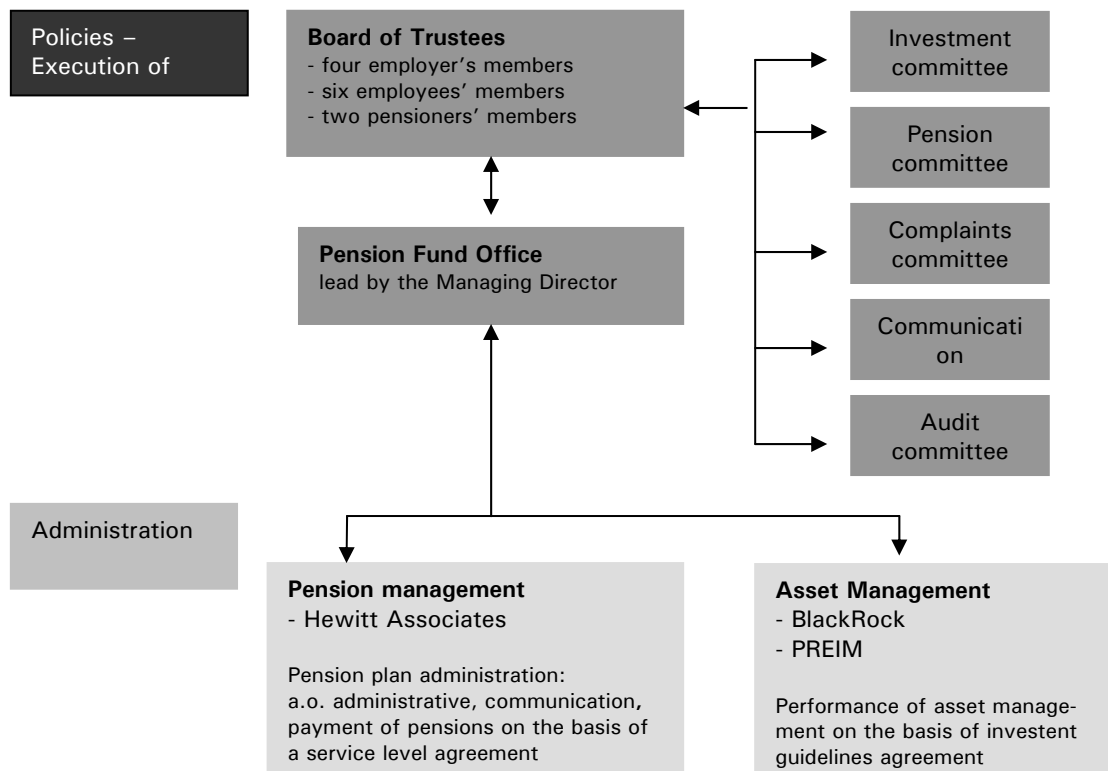 Policies –
Execution of
Board of Trustees
- four employer's members
- six employees' members
- two pensioners' members
Investment
committee
Pension
committee
Complaints
committee
Communicati
on
Audit
committee
Pension Fund Office
lead by the Managing Director
Administration
Pension management
- Hewitt Associates
Pension plan administration:
a.o. administrative, communication,
payment of pensions on the basis of
a service level agreement
Asset Management
- BlackRock
- PREIM
Performance of asset manage-
ment on the basis of investent
guidelines agreement